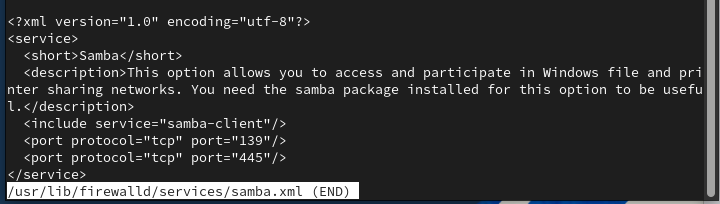 <?xml version="1.0" encoding="utf-8"?>
<service>
  <short>Samba</short>
  <description>This option allows you to access and participate in Windows file and pri
nter sharing networks. You need the samba package installed for this option to be usefu
l.</description>
  <include service="samba-client"/>
  <port protocol="tcp" port="139"/>
  <port protocol="tcp" port="445"/>
</service>
/usr/lib/firewalld/services/samba.xml (END)